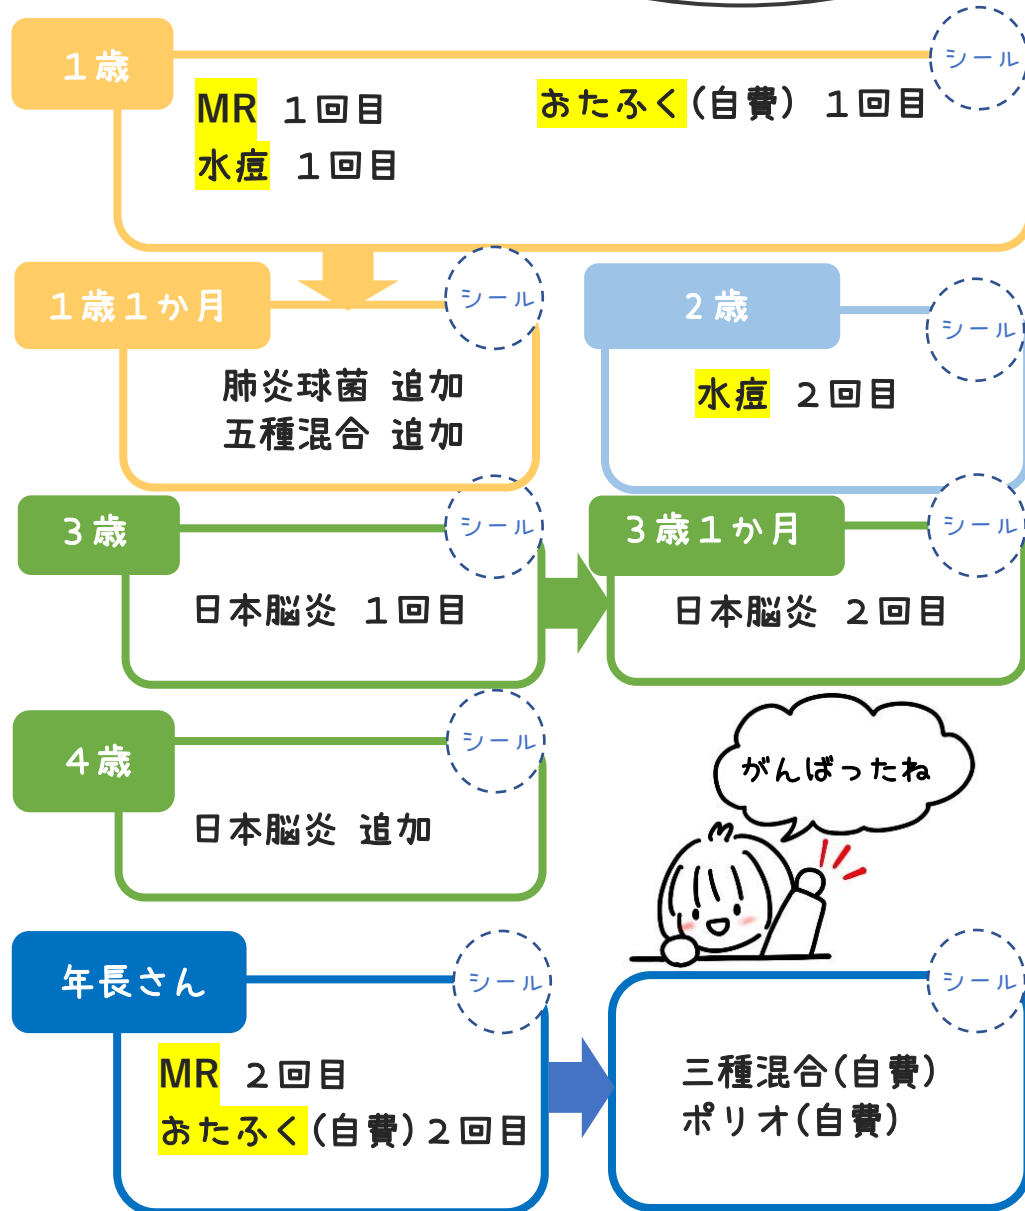 １歳
シール
MR １回目
おたふく(自費) １回目
水痘 １回目
１歳１か月
シール
肺炎球菌 追加
五種混合 追加
２歳
シール
水痘 ２回目
３歳
シール
日本脳炎 １回目
３歳１か月
シール
日本脳炎 ２回目
４歳
シール
日本脳炎 追加
がんばったね
年長さん
シール
MR ２回目
おたふく(自費)２回目
シール
三種混合(自費)
ポリオ(自費)